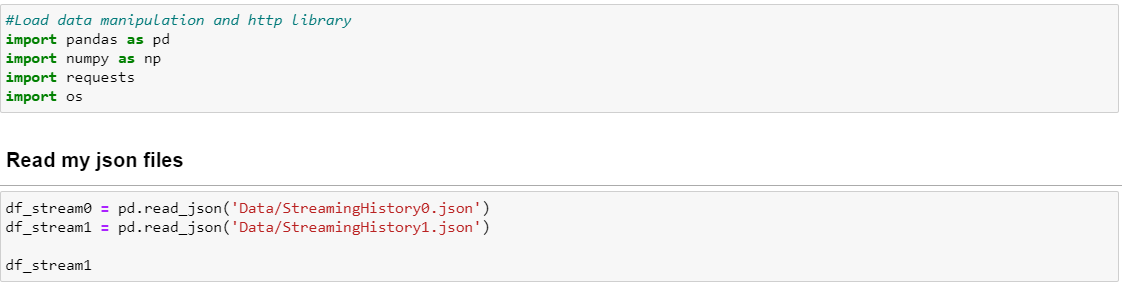 #Load data manipulation and http library
import pandas as pd
import numpy as np
import requests
import os
Read my json files
df_stream0 = pd.read_json('Data/StreamingHistory0.json')
df_stream1 = pd.read_json('Data/StreamingHistory1.json')
df_stream1